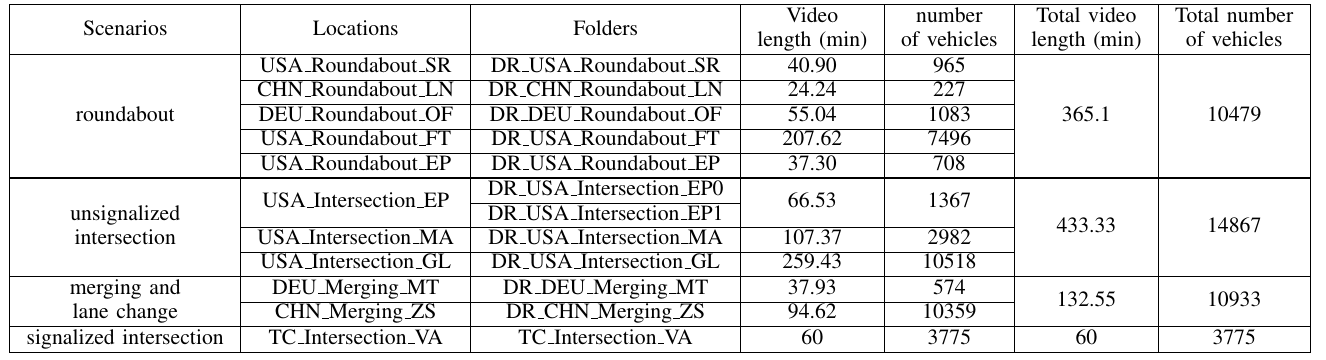 Scenarios Locations Folders Video length (min) number of vehicles Total video length (min) Total number of vehicles
roundabout USA_Roundabout_SR DR_USA_Roundabout_SR 40.90 965 365.1 10479
CHN_Roundabout_LN DR_CHN_Roundabout_LN 24.24 227
DEU_Roundabout_OF DR_DEU_Roundabout_OF 55.04 1083
USA_Roundabout_FT DR_USA_Roundabout_FT 207.62 7496
USA_Roundabout_EP DR_USA_Roundabout_EP 37.30 708
unsignalized intersection USA_Intersection_EP DR_USA_Intersection_EP0 66.53 1367 433.33 14867
DR_USA_Intersection_EP1
USA_Intersection_MA DR_USA_Intersection_MA 107.37 2982
USA_Intersection_GL DR_USA_Intersection_GL 259.43 10518
merging and lane change DEU_Merging_MT DR_DEU_Merging_MT 37.93 574 132.55 10933
CHN_Merging_ZS DR_CHN_Merging_ZS 94.62 10359
signalized intersection TC_Intersection_VA TC_Intersection_VA 60 3775 60 3775